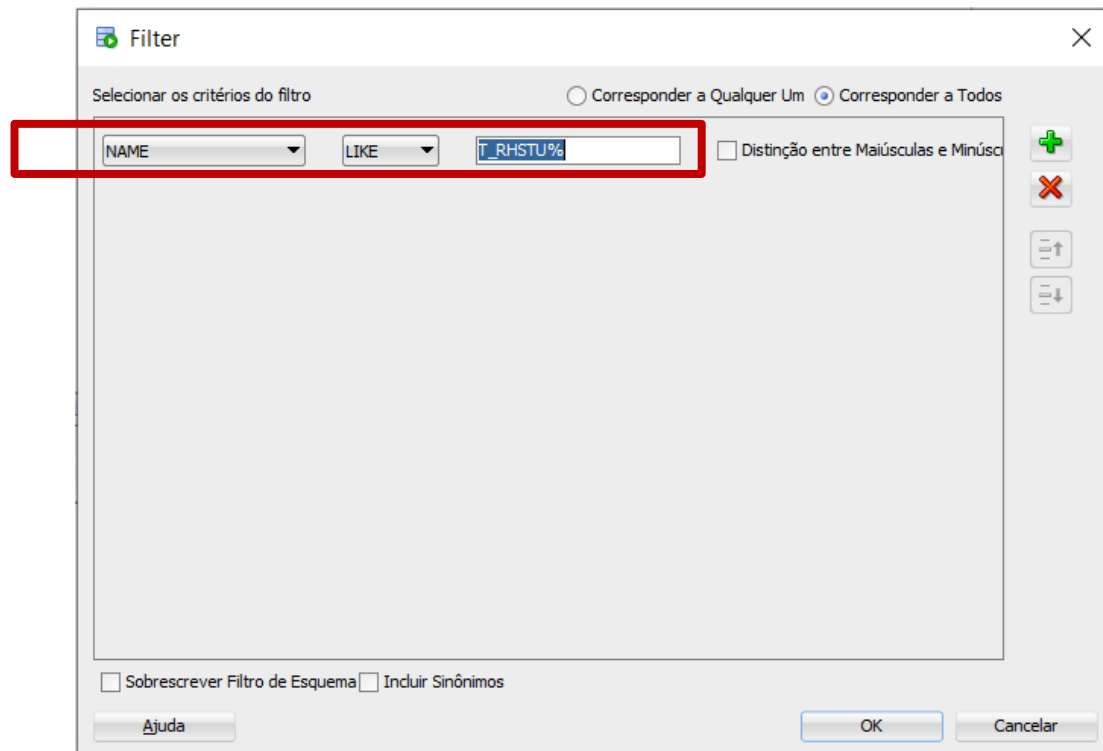 Filter
Selecionar os critérios do filtro Corresponder a Qualquer Um Corresponder a Todos
NAME LIKE T_RHSTU% Distinção entre Maiúsculas e Minúsc
Sobrescrever Filtro de Esquema Incluir Sinônimos
Ajuda OK Cancelar